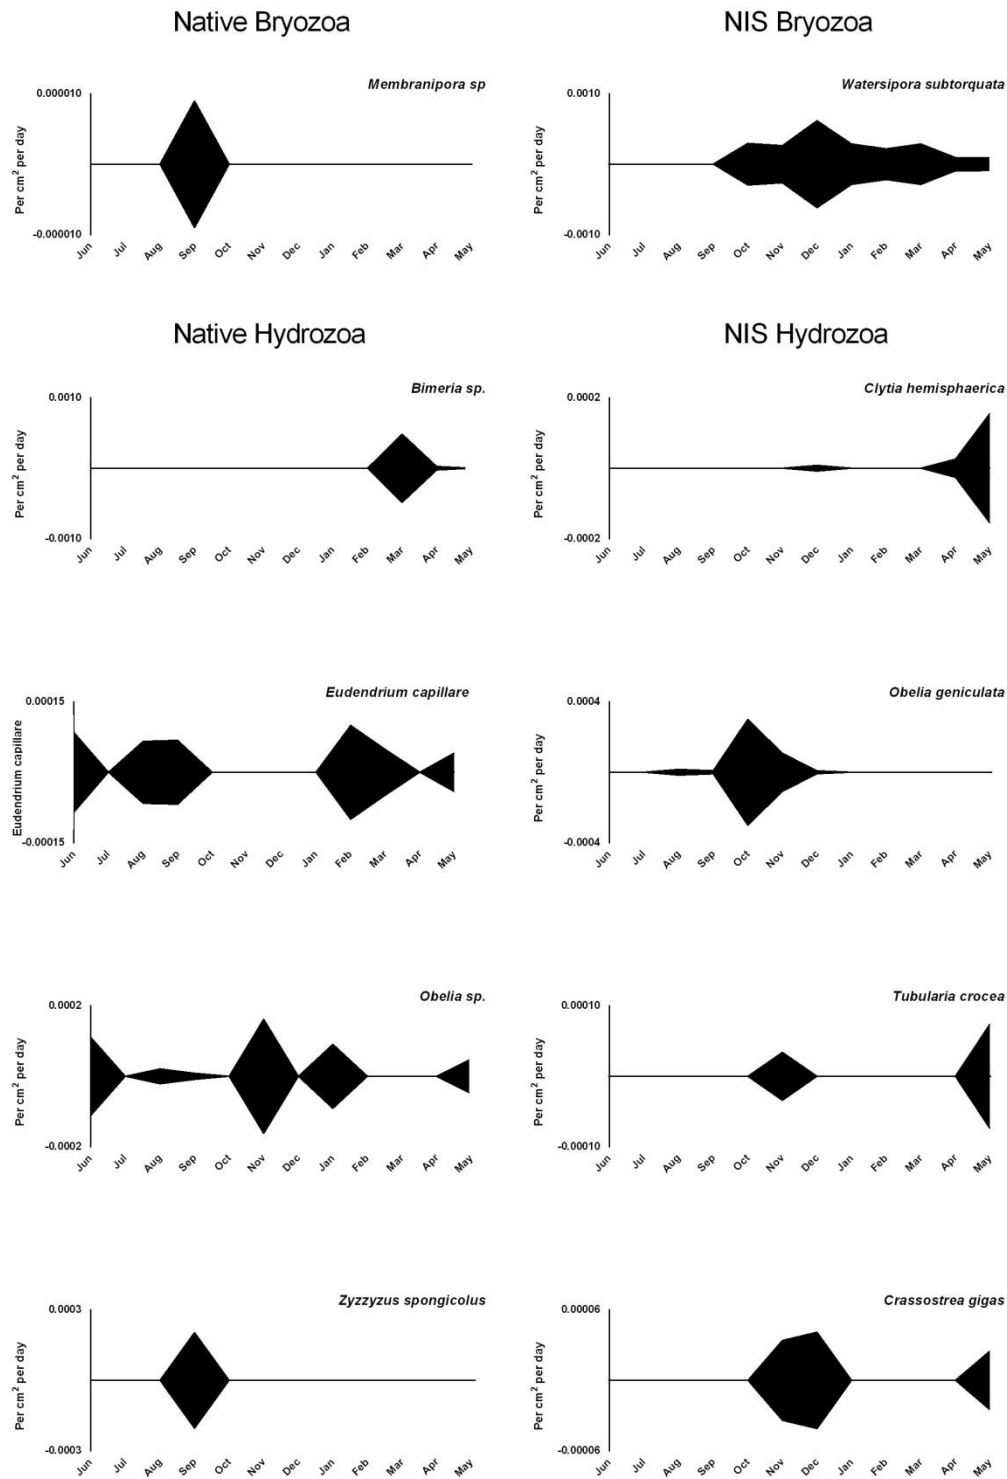 Native Bryozoa
NIS Bryozoa
Membranipora sp
0.000010
Per cm² per day
-0.000010
Jun Jul Aug Sep Oct Nov Dec Jan Feb Mar Apr May
Watersipora subtorquata
0.0010
Per cm² per day
-0.0010
Jun Jul Aug Sep Oct Nov Dec Jan Feb Mar Apr May
Native Hydrozoa
NIS Hydrozoa
Bimeria sp.
0.0010
Per cm² per day
-0.0010
Jun Jul Aug Sep Oct Nov Dec Jan Feb Mar Apr May
Clytia hemisphaerica
0.0002
Per cm² per day
-0.0002
Jun Jul Aug Sep Oct Nov Dec Jan Feb Mar Apr May
Eudendrium capillare
0.00015
Eudendrium capillare
-0.00015
Jun Jul Aug Sep Oct Nov Dec Jan Feb Mar Apr May
Obelia geniculata
0.0004
Per cm² per day
-0.0004
Jun Jul Aug Sep Oct Nov Dec Jan Feb Mar Apr May
Obelia sp.
0.0002
Per cm² per day
-0.0002
Jun Jul Aug Sep Oct Nov Dec Jan Feb Mar Apr May
Tubularia crocea
0.00010
Per cm² per day
-0.00010
Jun Jul Aug Sep Oct Nov Dec Jan Feb Mar Apr May
Zyzzyzus spongicolus
0.0003
Per cm² per day
-0.0003
Jun Jul Aug Sep Oct Nov Dec Jan Feb Mar Apr May
Crassostrea gigas
0.00006
Per cm² per day
-0.00006
Jun Jul Aug Sep Oct Nov Dec Jan Feb Mar Apr May